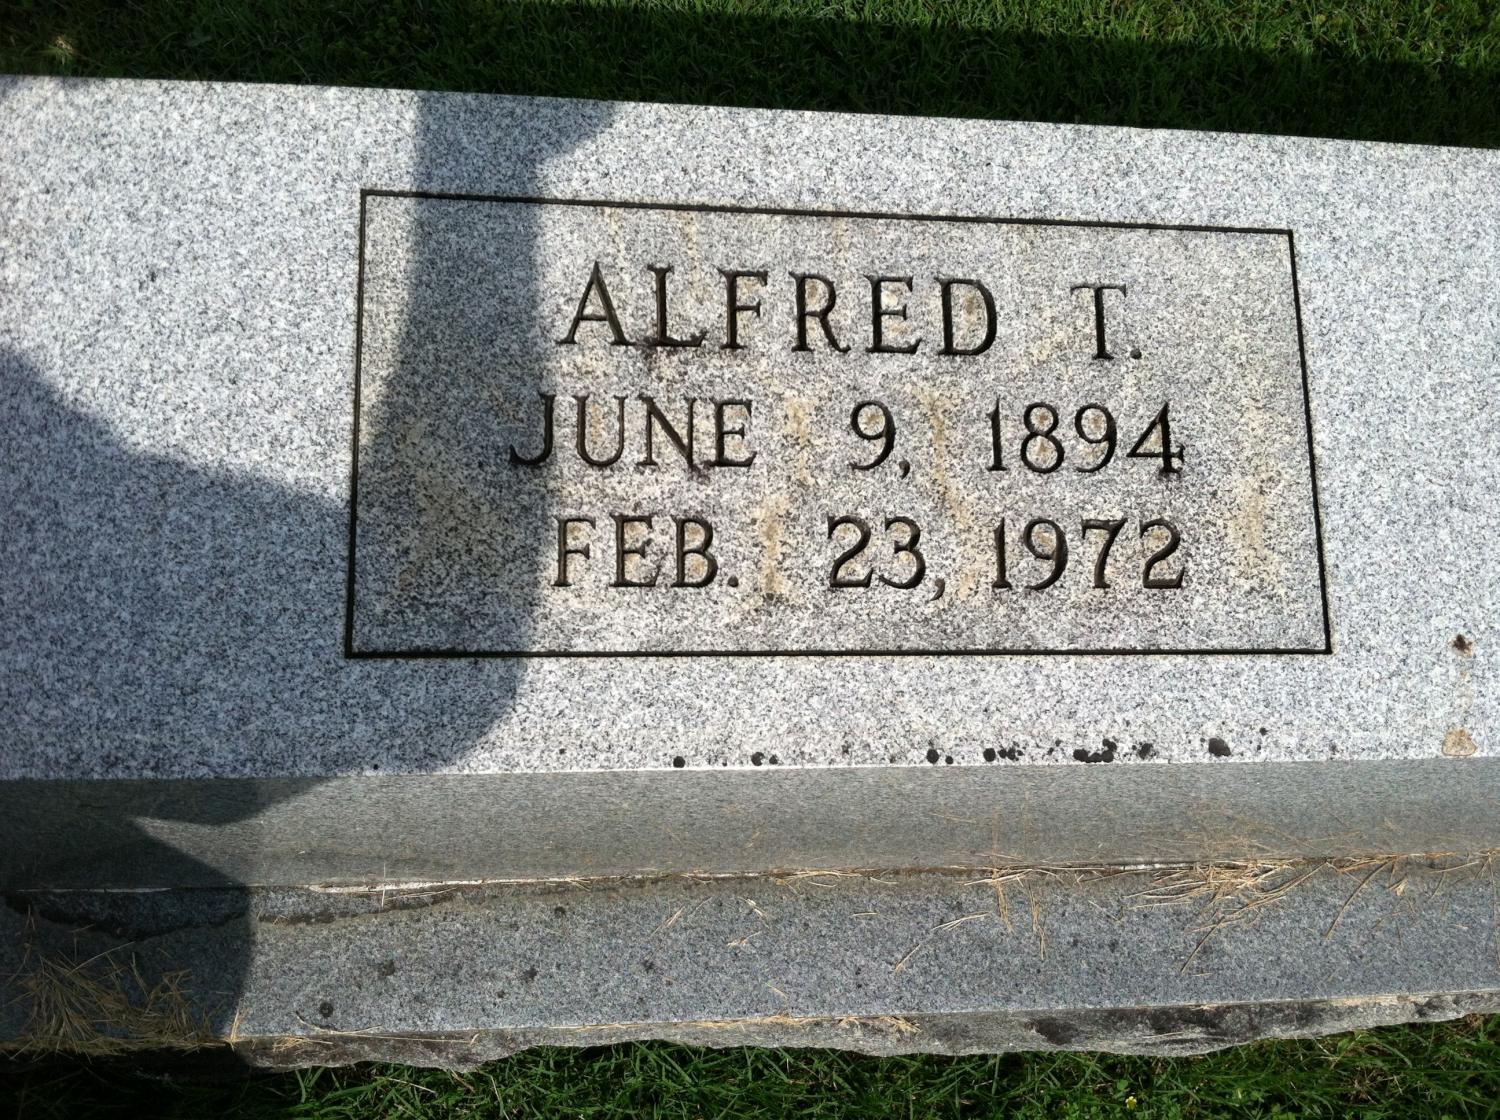 ALFRED T.
JUNE 9, 1894
FEB. 23, 1972